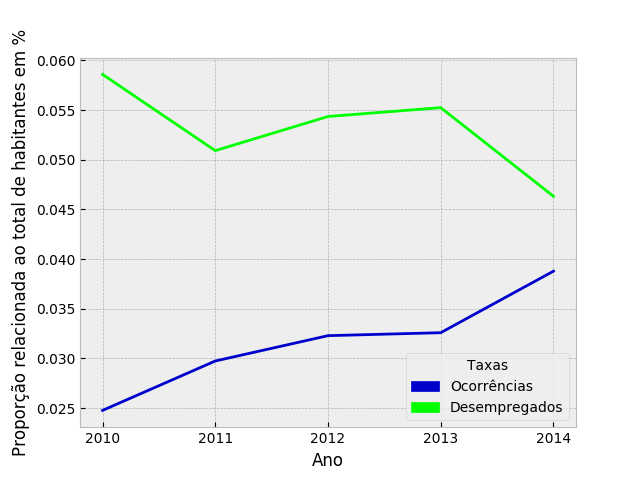 Proporção relacionada ao total de habitantes em %
0.060
0.055
0.050
0.045
0.040
0.035
0.030
0.025
2010 2011 2012 2013 2014
Ano
Taxas
Ocorrências
Desempregados